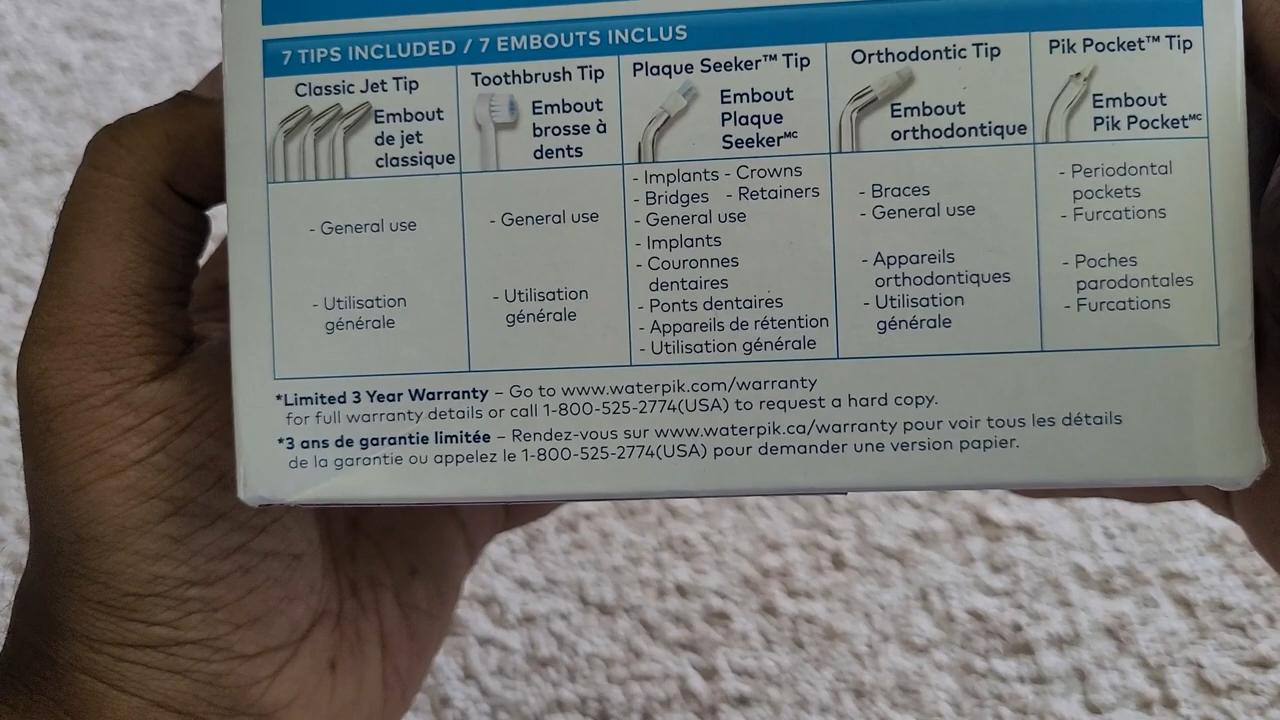 7 TIPS INCLUDED / 7 EMBOUTS INCLUS
Classic Jet Tip
Embout
de jet
classique
- General use
- Utilisation
générale
Toothbrush Tip
Embout
brosse à
dents
- General use
- Utilisation
générale
Plaque Seeker™ Tip
Embout
Plaque
Seekerᴹᶜ
- Implants - Crowns
- Bridges - Retainers
- General use
- Implants
- Couronnes
dentaires
- Ponts dentaires
- Appareils de rétention
- Utilisation générale
Orthodontic Tip
Embout
orthodontique
- Braces
- General use
- Appareils
orthodontiques
- Utilisation
générale
Pik Pocket™ Tip
Embout
Pik Pocketᴹᶜ
- Periodontal
pockets
- Furcations
- Poches
parodontales
- Furcations
*Limited 3 Year Warranty – Go to www.waterpik.com/warranty
for full warranty details or call 1-800-525-2774(USA) to request a hard copy.
*3 ans de garantie limitée – Rendez-vous sur www.waterpik.ca/warranty pour voir tous les détails
de la garantie ou appelez le 1-800-525-2774(USA) pour demander une version papier.